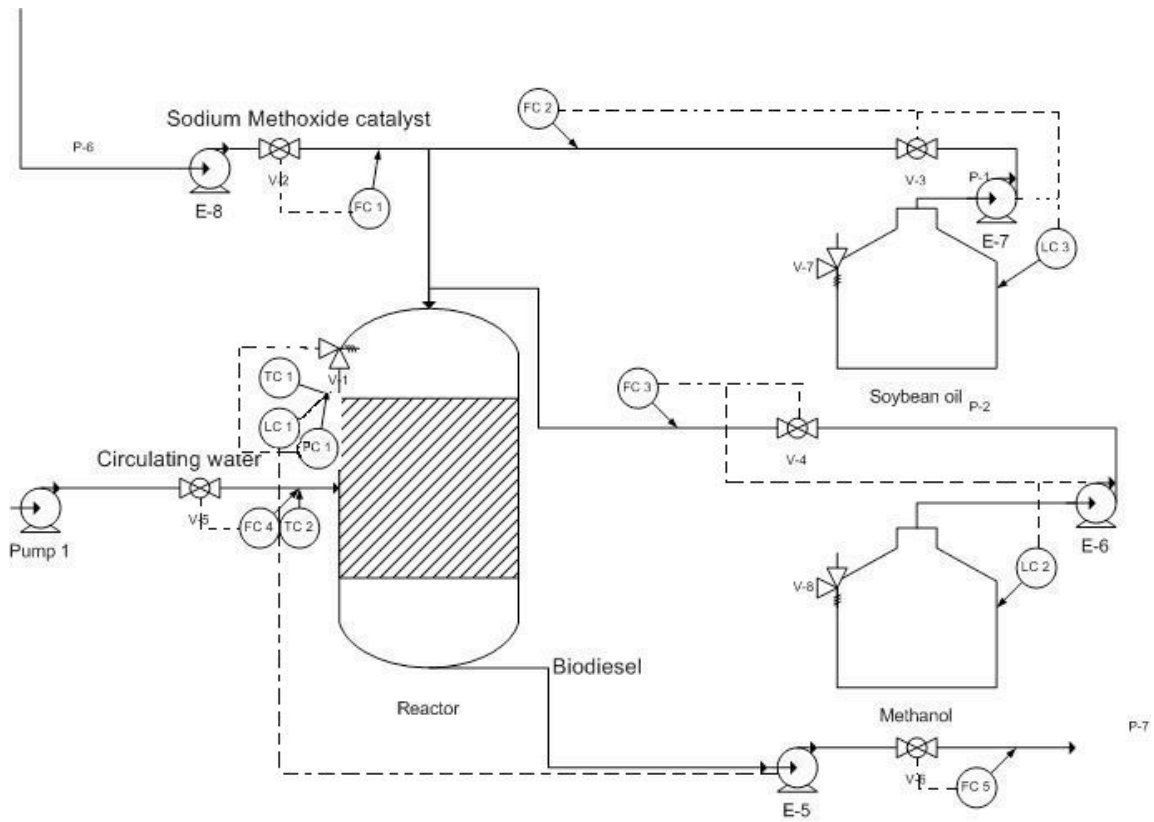 FC 2
Sodium Methoxide catalyst
P-6
V-2
FC 1
E-8
V-3
P-1
E-7
LC 3
V-7
V-1
TC 1
LC 1
PC 1
FC 3
Soybean oil
P-2
V-4
Circulating water
V-5
FC 4
TC 2
Pump 1
E-6
LC 2
V-8
Biodiesel
Reactor
Methanol
P-7
V-6
FC 5
E-5